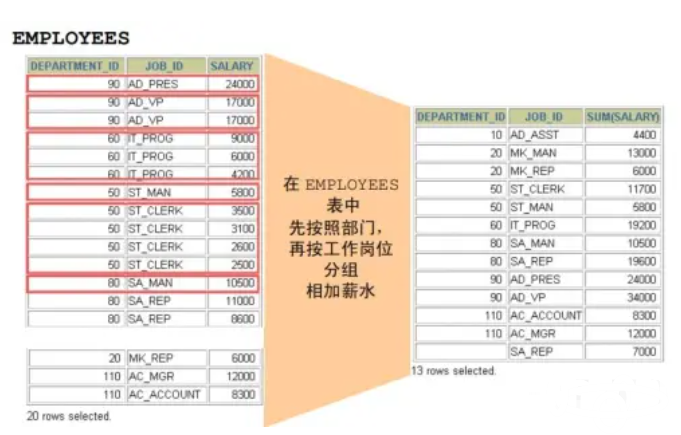 EMPLOYEES
DEPARTMENT_ID JOB_ID SALARY
90 AD_PRES 24000
90 AD_VP 17000
90 AD_VP 17000
60 IT_PROG 9000
60 IT_PROG 6000
60 IT_PROG 4200
50 ST_MAN 5800
50 ST_CLERK 3500
50 ST_CLERK 3100
50 ST_CLERK 2600
50 ST_CLERK 2500
80 SA_MAN 10500
80 SA_REP 11000
80 SA_REP 8600
20 MK_REP 6000
110 AC_MGR 12000
110 AC_ACCOUNT 8300
20 rows selected.
在 EMPLOYEES
表中
先按照部门，
再按工作岗位
分组
相加薪水
DEPARTMENT_ID JOB_ID SUM(SALARY)
10 AD_ASST 4400
20 MK_MAN 13000
20 MK_REP 6000
50 ST_CLERK 11700
50 ST_MAN 5800
60 IT_PROG 19200
80 SA_MAN 10500
80 SA_REP 19600
90 AD_PRES 24000
90 AD_VP 34000
110 AC_ACCOUNT 8300
110 AC_MGR 12000
SA_REP 7000
13 rows selected.